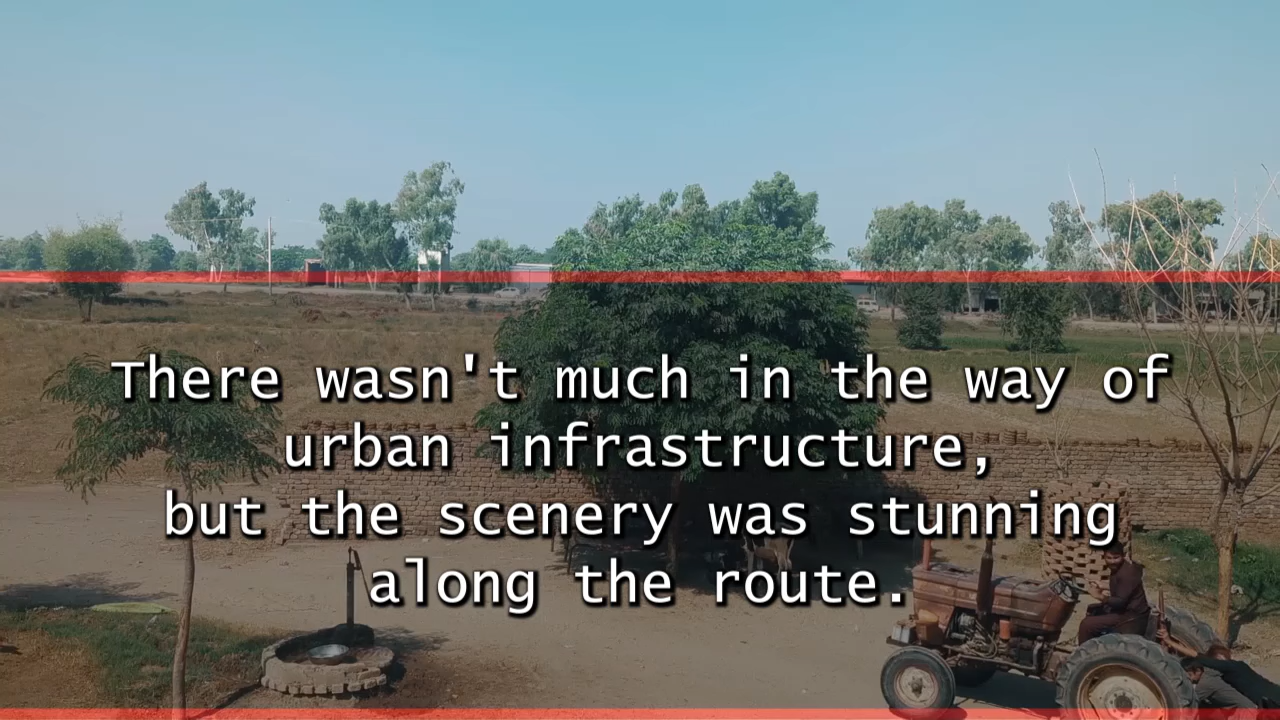 There wasn't much in the way of
urban infrastructure,
but the scenery was stunning
along the route.